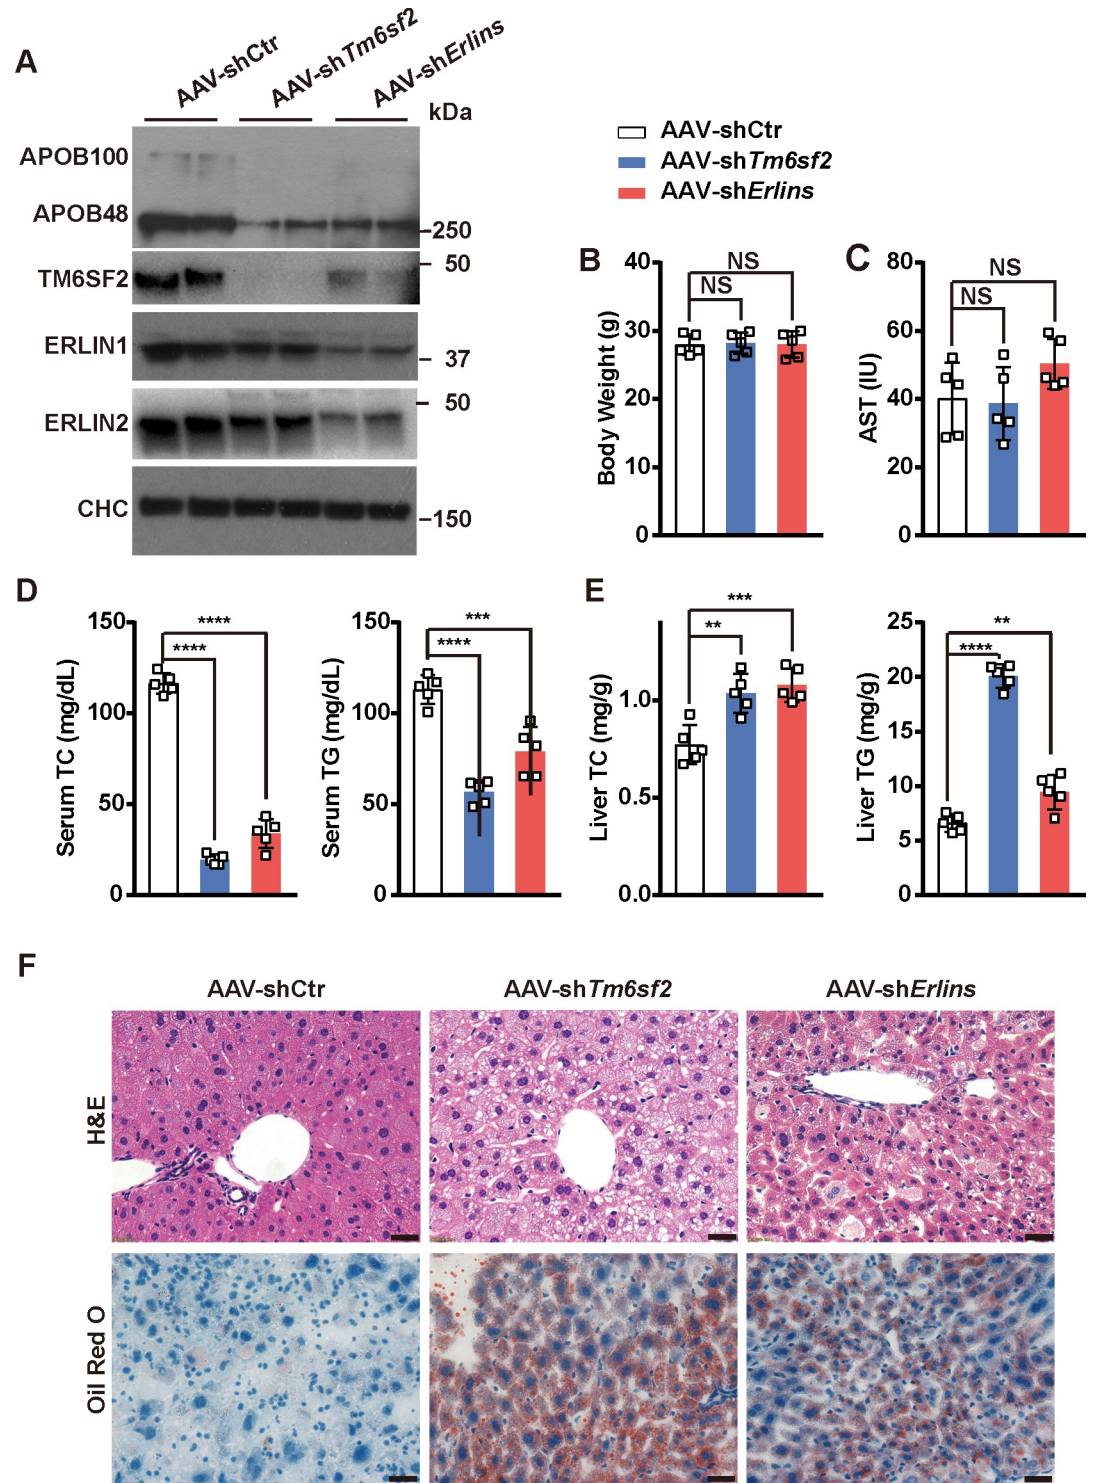 A
AAV-shCtr
AAV-shTm6sf2
AAV-shErlins
kDa
APOB100
APOB48
250
TM6SF2
50
ERLIN1
37
ERLIN2
50
CHC
150
AAV-shCtr
AAV-shTm6sf2
AAV-shErlins
B
Body Weight (g)
40
30
20
10
0
NS
NS
C
AST (IU)
80
60
40
20
0
NS
NS
D
Serum TC (mg/dL)
150
100
50
0
****
****
Serum TG (mg/dL)
150
100
50
0
***
****
E
Liver TC (mg/g)
1.0
0.5
0.0
***
**
Liver TG (mg/g)
25
20
15
10
5
0
**
****
F
AAV-shCtr
AAV-shTm6sf2
AAV-shErlins
H&E
Oil Red O